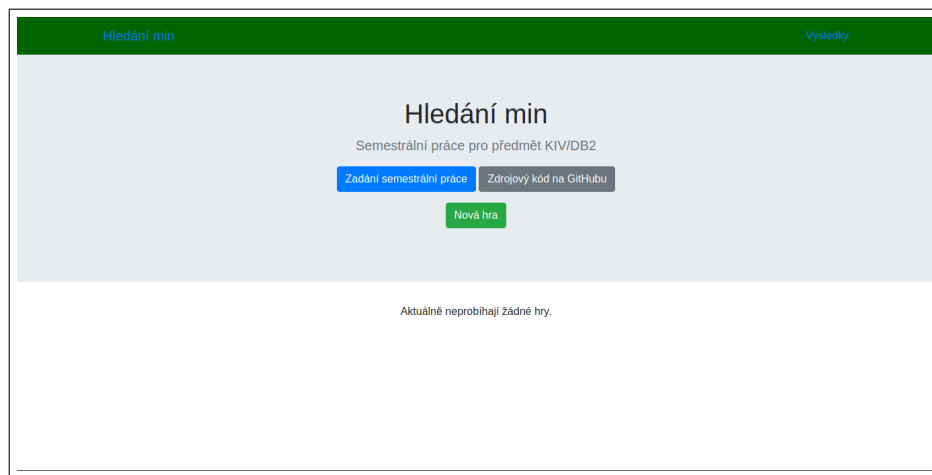 Hledání min Výsledky
Hledání min
Semestrální práce pro předmět KIV/DB2
Zadání semestrální práce Zdrojový kód na GitHubu
Nová hra
Aktuálně neprobíhají žádné hry.